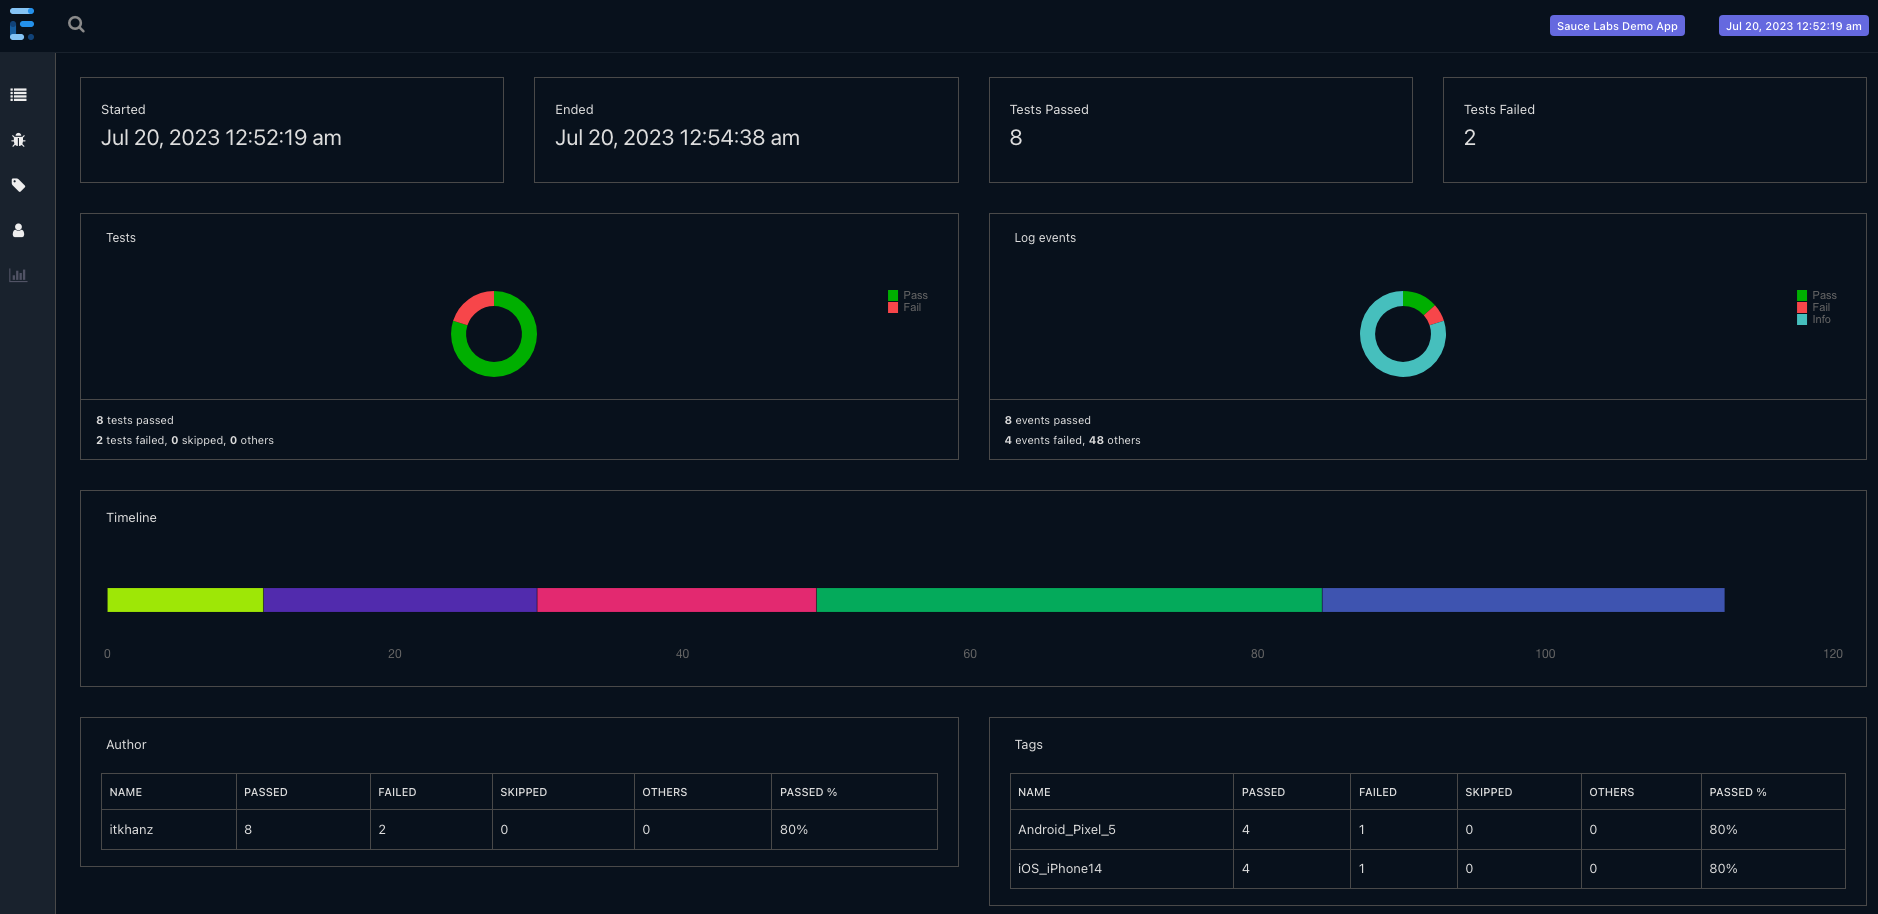 Sauce Labs Demo App
Jul 20, 2023 12:52:19 am
Started
Jul 20, 2023 12:52:19 am
Ended
Jul 20, 2023 12:54:38 am
Tests Passed
8
Tests Failed
2
Tests
Pass
Fail
8 tests passed
2 tests failed, 0 skipped, 0 others
Log events
Pass
Fail
Info
8 events passed
4 events failed, 48 others
Timeline
0 20 40 60 80 100 120
Author
NAME PASSED FAILED SKIPPED OTHERS PASSED %
itkhanz 8 2 0 0 80%
Tags
NAME PASSED FAILED SKIPPED OTHERS PASSED %
Android_Pixel_5 4 1 0 0 80%
iOS_iPhone14 4 1 0 0 80%